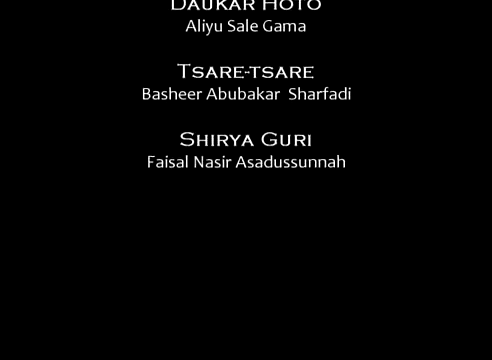 DAUKAR HOTO
Aliyu Sale Gama
TSARE-TSARE
Basheer Abubakar Sharfadi
SHIRYA GURI
Faisal Nasir Asadussunnah